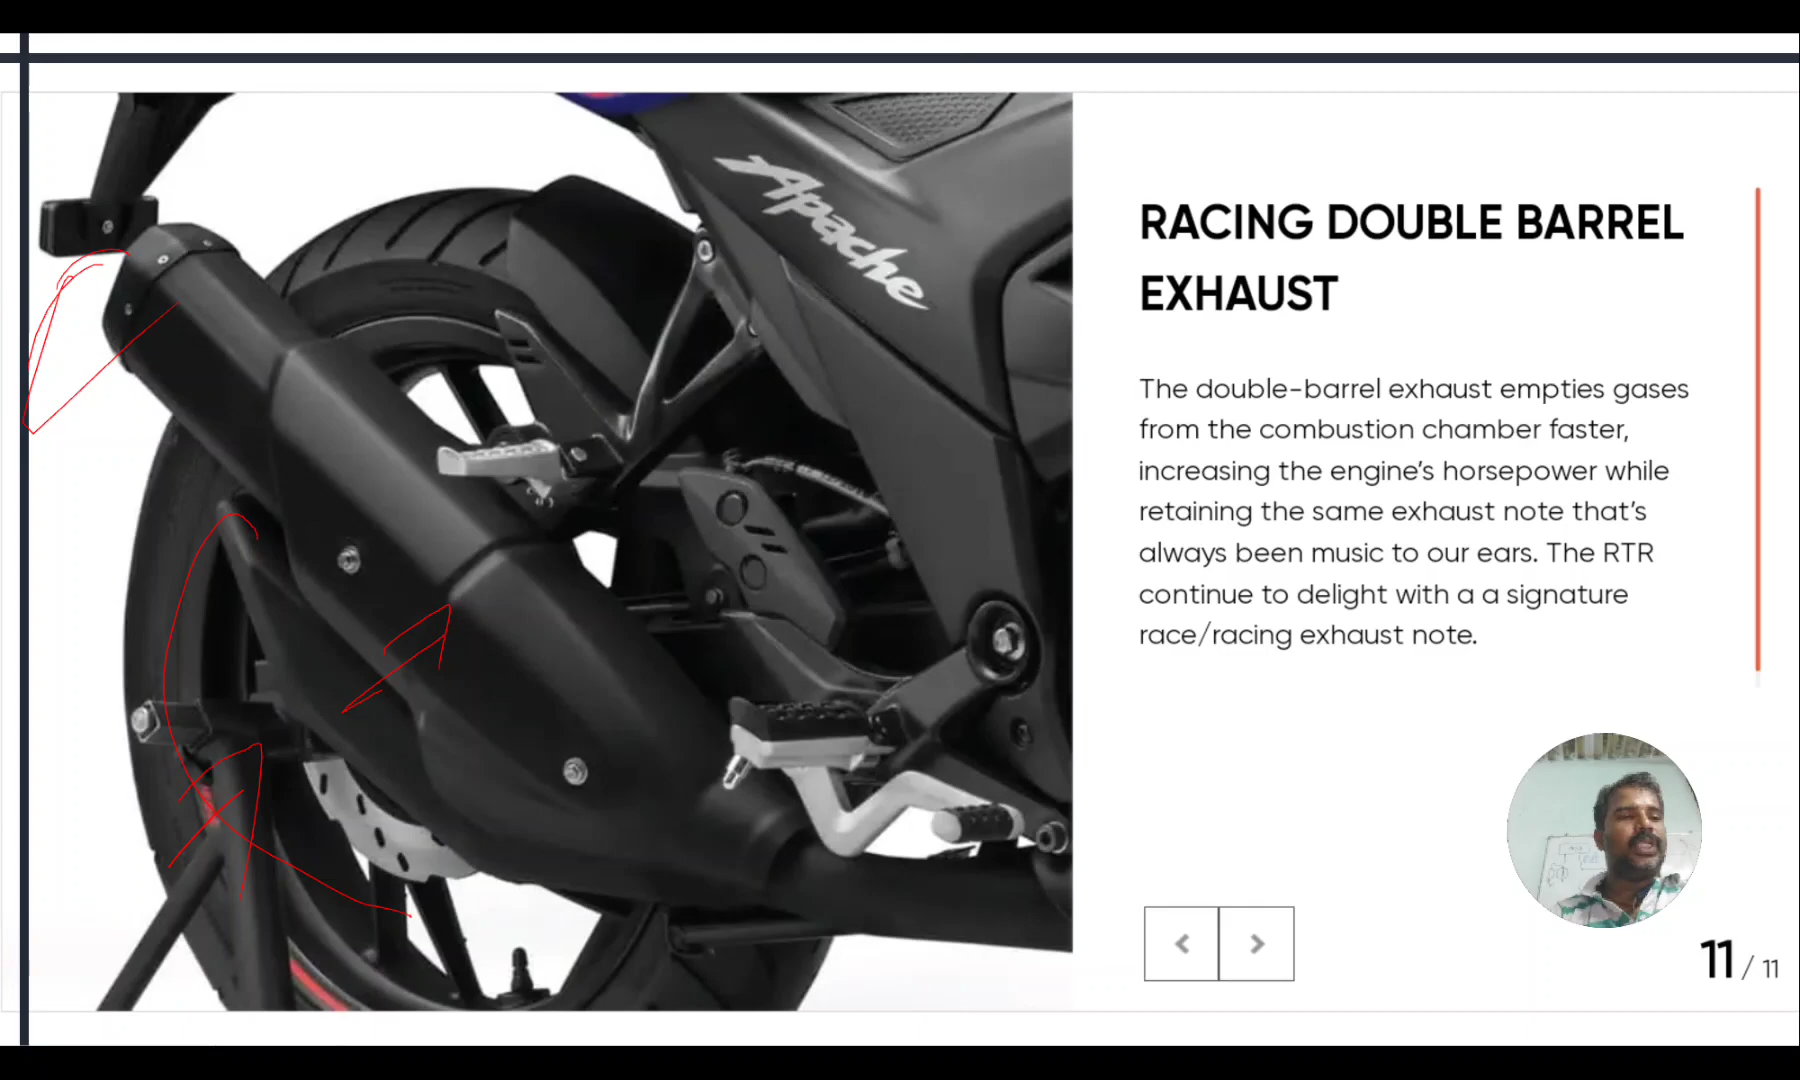 Apache
RACING DOUBLE BARREL
EXHAUST
The double-barrel exhaust empties gases
from the combustion chamber faster,
increasing the engine's horsepower while
retaining the same exhaust note that's
always been music to our ears. The RTR
continue to delight with a a signature
race/racing exhaust note.
11 / 11